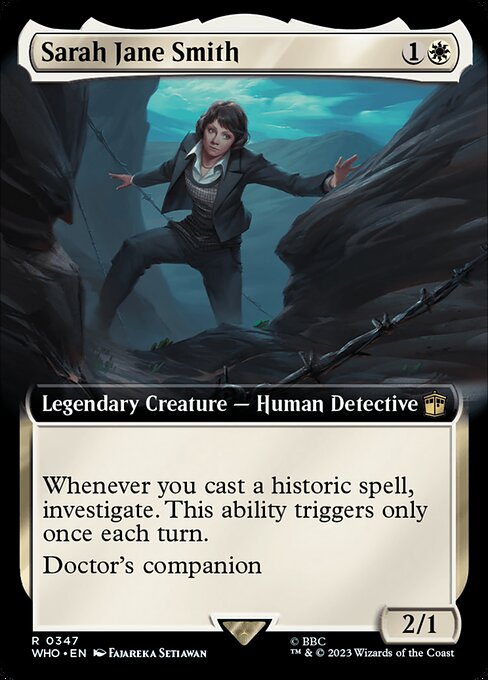 Sarah Jane Smith
1
Legendary Creature — Human Detective
Whenever you cast a historic spell,
investigate. This ability triggers only
once each turn.
Doctor's companion
2/1
R 0347
WHO • EN Fajareka Setiawan
© BBC
™ & © 2023 Wizards of the Coast